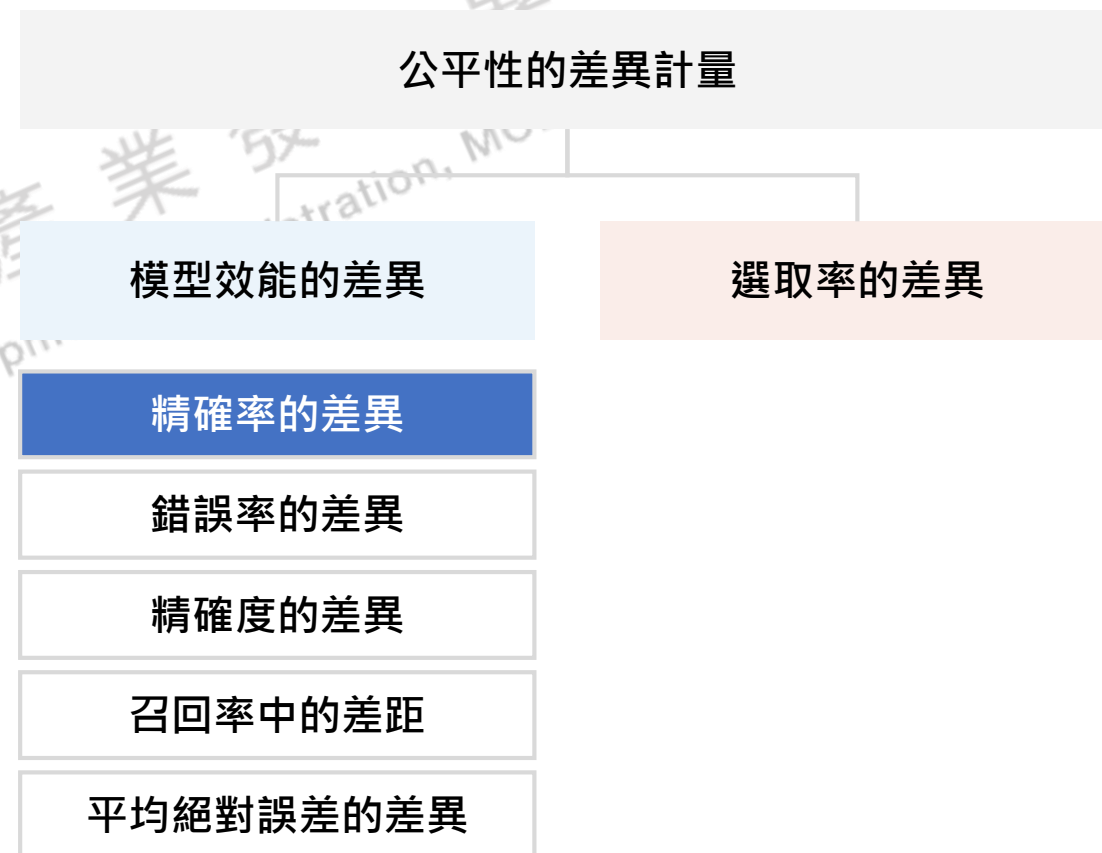 公平性的差異計量
模型效能的差異
選取率的差異
精確率的差異
錯誤率的差異
精確度的差異
召回率中的差距
平均絕對誤差的差異